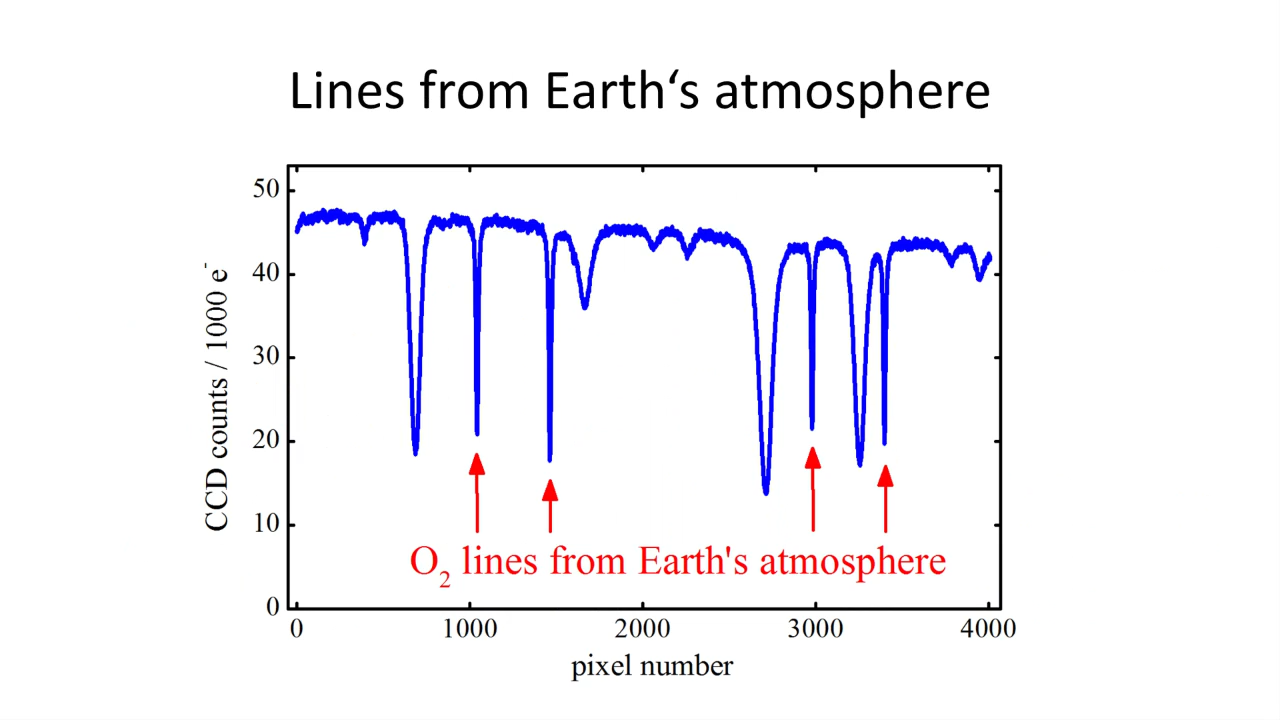 Lines from Earth‘s atmosphere
50
40
30
20
10
0
CCD counts / 1000 e⁻
O₂ lines from Earth's atmosphere
0 1000 2000 3000 4000
pixel number